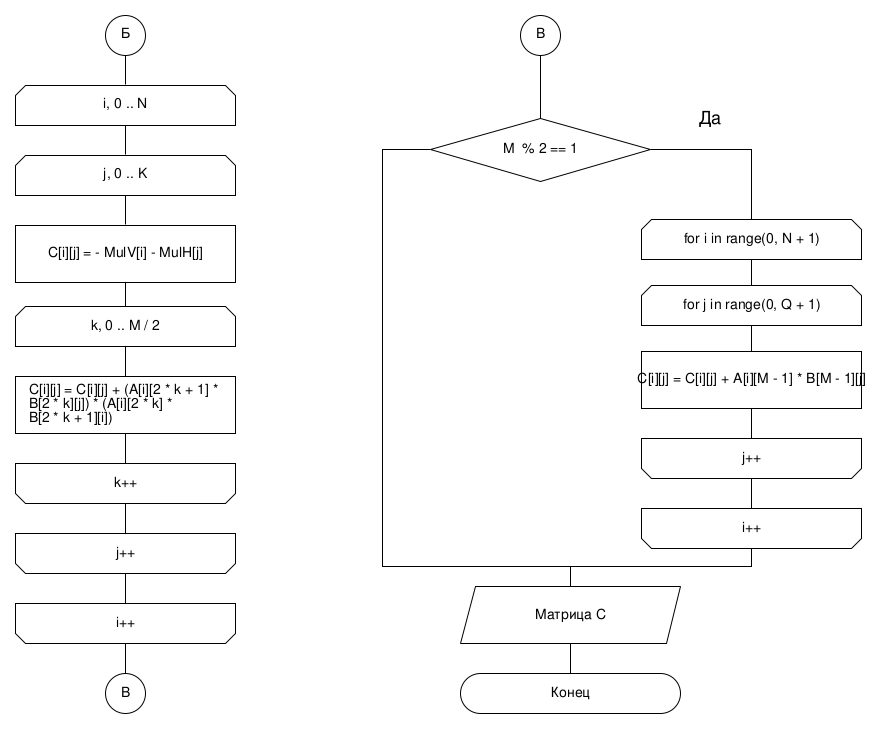 Б
i, 0 .. N
j, 0 .. K
C[i][j] = - MulV[i] - MulH[j]
k, 0 .. M / 2
C[i][j] = C[i][j] + (A[i][2 * k + 1] *
B[2 * k][j]) * (A[i][2 * k] *
B[2 * k + 1][i])
k++
j++
i++
В
В
Да
M % 2 == 1
for i in range(0, N + 1)
for j in range(0, Q + 1)
C[i][j] = C[i][j] + A[i][M - 1] * B[M - 1][j]
j++
i++
Матрица С
Конец